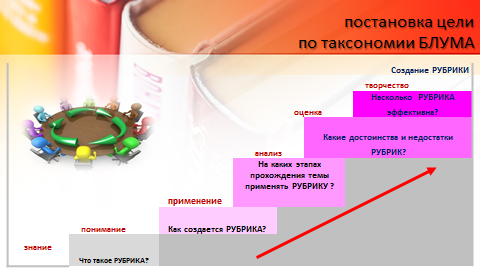 постановка цели
по таксономии БЛУМА
Создание РУБРИКИ
творчество
Насколько РУБРИКА
эффективна?
оценка
Какие достоинства и недостатки
РУБРИК?
анализ
На каких этапах
прохождения темы
применять РУБРИКУ ?
применение
Как создается РУБРИКА?
понимание
Что такое РУБРИКА?
знание